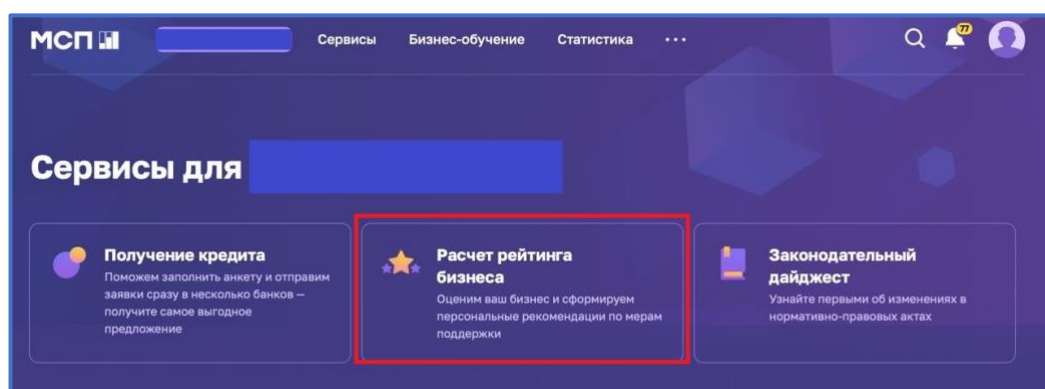 МСП
Сервисы Бизнес-обучение Статистика ...
77
Сервисы для
Получение кредита
Поможем заполнить анкету и отправим
заявки сразу в несколько банков —
получите самое выгодное
предложение
Расчет рейтинга
бизнеса
Оценим ваш бизнес и сформируем
персональные рекомендации по мерам
поддержки
Законодательный
дайджест
Узнайте первыми об изменениях в
нормативно-правовых актах